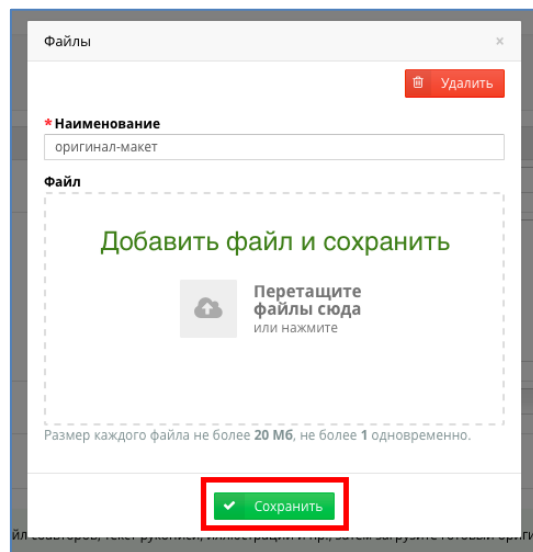 Файлы ×
Удалить
* Наименование
оригинал-макет
Файл
Добавить файл и сохранить
Перетащите
файлы сюда
или нажмите
Размер каждого файла не более 20 Мб, не более 1 одновременно.
Сохранить